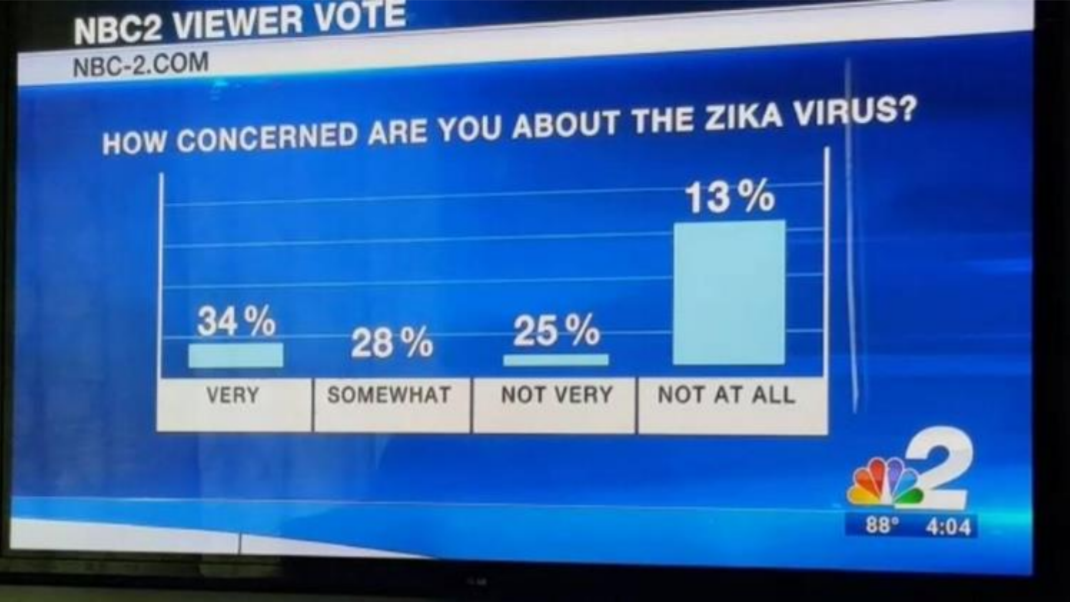 NBC2 VIEWER VOTE
NBC-2.COM
HOW CONCERNED ARE YOU ABOUT THE ZIKA VIRUS?
34% 28% 25% 13%
VERY SOMEWHAT NOT VERY NOT AT ALL
2
88° 4:04